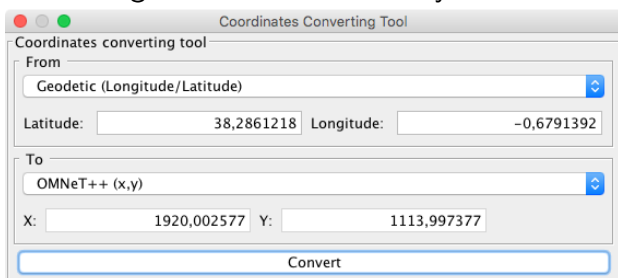 Coordinates Converting Tool
Coordinates converting tool
From
Geodetic (Longitude/Latitude)
Latitude: 38,2861218 Longitude: −0,6791392
To
OMNeT++ (x,y)
X: 1920,002577 Y: 1113,997377
Convert